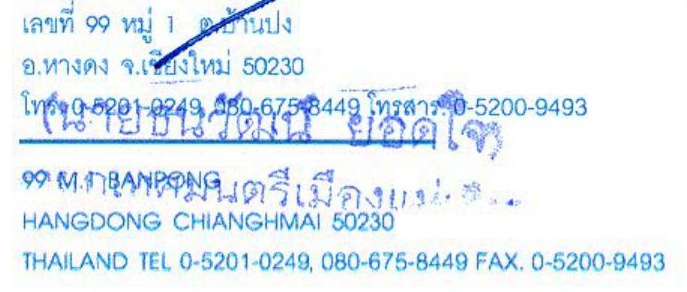 เลขที่ 99 หมู่ 1 ต.บ้านปง
อ.หางดง จ.เชียงใหม่ 50230
โทร. 0-5201-0249, 080-675-8449 โทรสาร. 0-5200-9493
(นายธนวัฒน์ ยอดใจ)
99 M.1 BANPONG
นายกเทศมนตรีเมืองแม่
HANGDONG CHIANGHMAI 50230
THAILAND TEL 0-5201-0249, 080-675-8449 FAX. 0-5200-9493